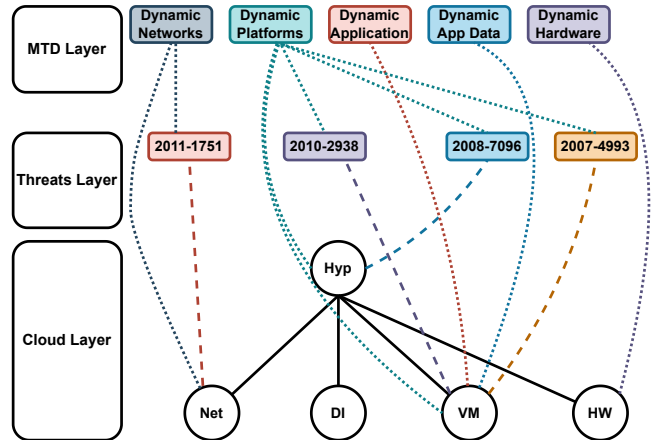 MTD Layer
Dynamic
Networks
Dynamic
Platforms
Dynamic
Application
Dynamic
App Data
Dynamic
Hardware
Threats Layer
2011-1751
2010-2938
2008-7096
2007-4993
Cloud Layer
Hyp
Net
DI
VM
HW